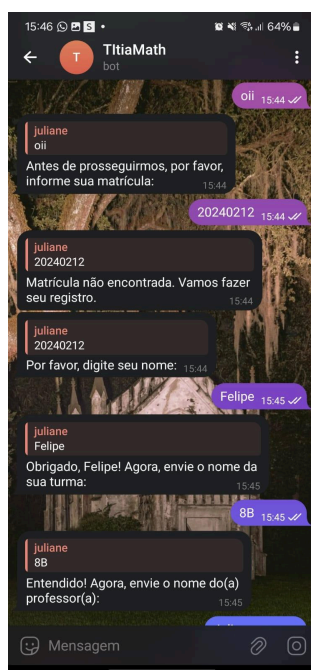 15:46
S
64%
T
TItiaMath
bot
oii 15:44
juliane
oii
Antes de prosseguirmos, por favor,
informe sua matrícula:
15:44
20240212 15:44
juliane
20240212
Matrícula não encontrada. Vamos fazer
seu registro.
15:44
juliane
20240212
Por favor, digite seu nome: 15:44
Felipe 15:45
juliane
Felipe
Obrigado, Felipe! Agora, envie o nome da
sua turma:
15:45
8B 15:45
juliane
8B
Entendido! Agora, envie o nome do(a)
professor(a):
15:45
Mensagem